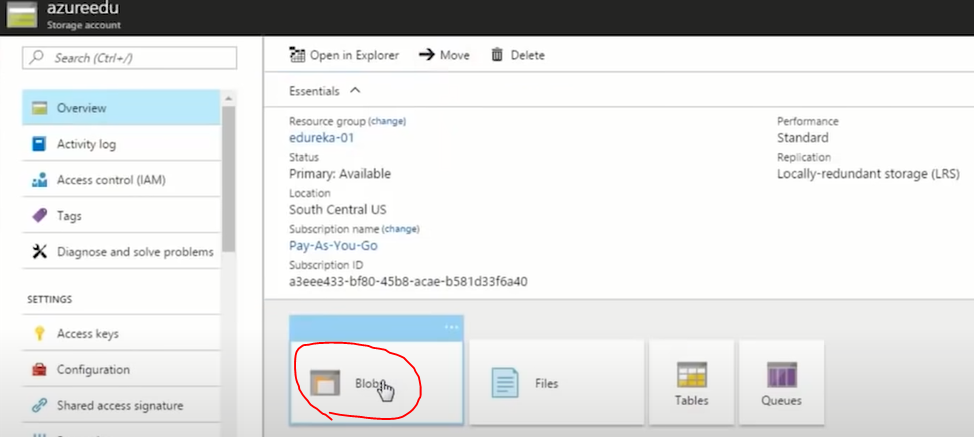 azureedu
Storage account
Search (Ctrl+/)
Overview
Activity log
Access control (IAM)
Tags
Diagnose and solve problems
SETTINGS
Access keys
Configuration
Shared access signature
Open in Explorer
Move
Delete
Essentials
Resource group (change)
edureka-01
Status
Primary: Available
Location
South Central US
Subscription name (change)
Pay-As-You-Go
Subscription ID
a3eee433-bf80-45b8-acae-b581d33f6a40
Performance
Standard
Replication
Locally-redundant storage (LRS)
Files
Tables
Queues